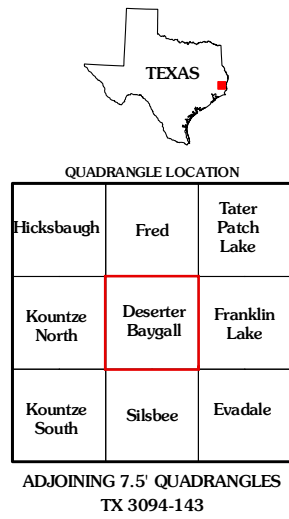 TEXAS
QUADRANGLE LOCATION
Hicksbaugh
Fred
Tater
Patch
Lake
Kountze
North
Deserter
Baygall
Franklin
Lake
Kountze
South
Silsbee
Evadale
ADJOINING 7.5' QUADRANGLES
TX 3094-143